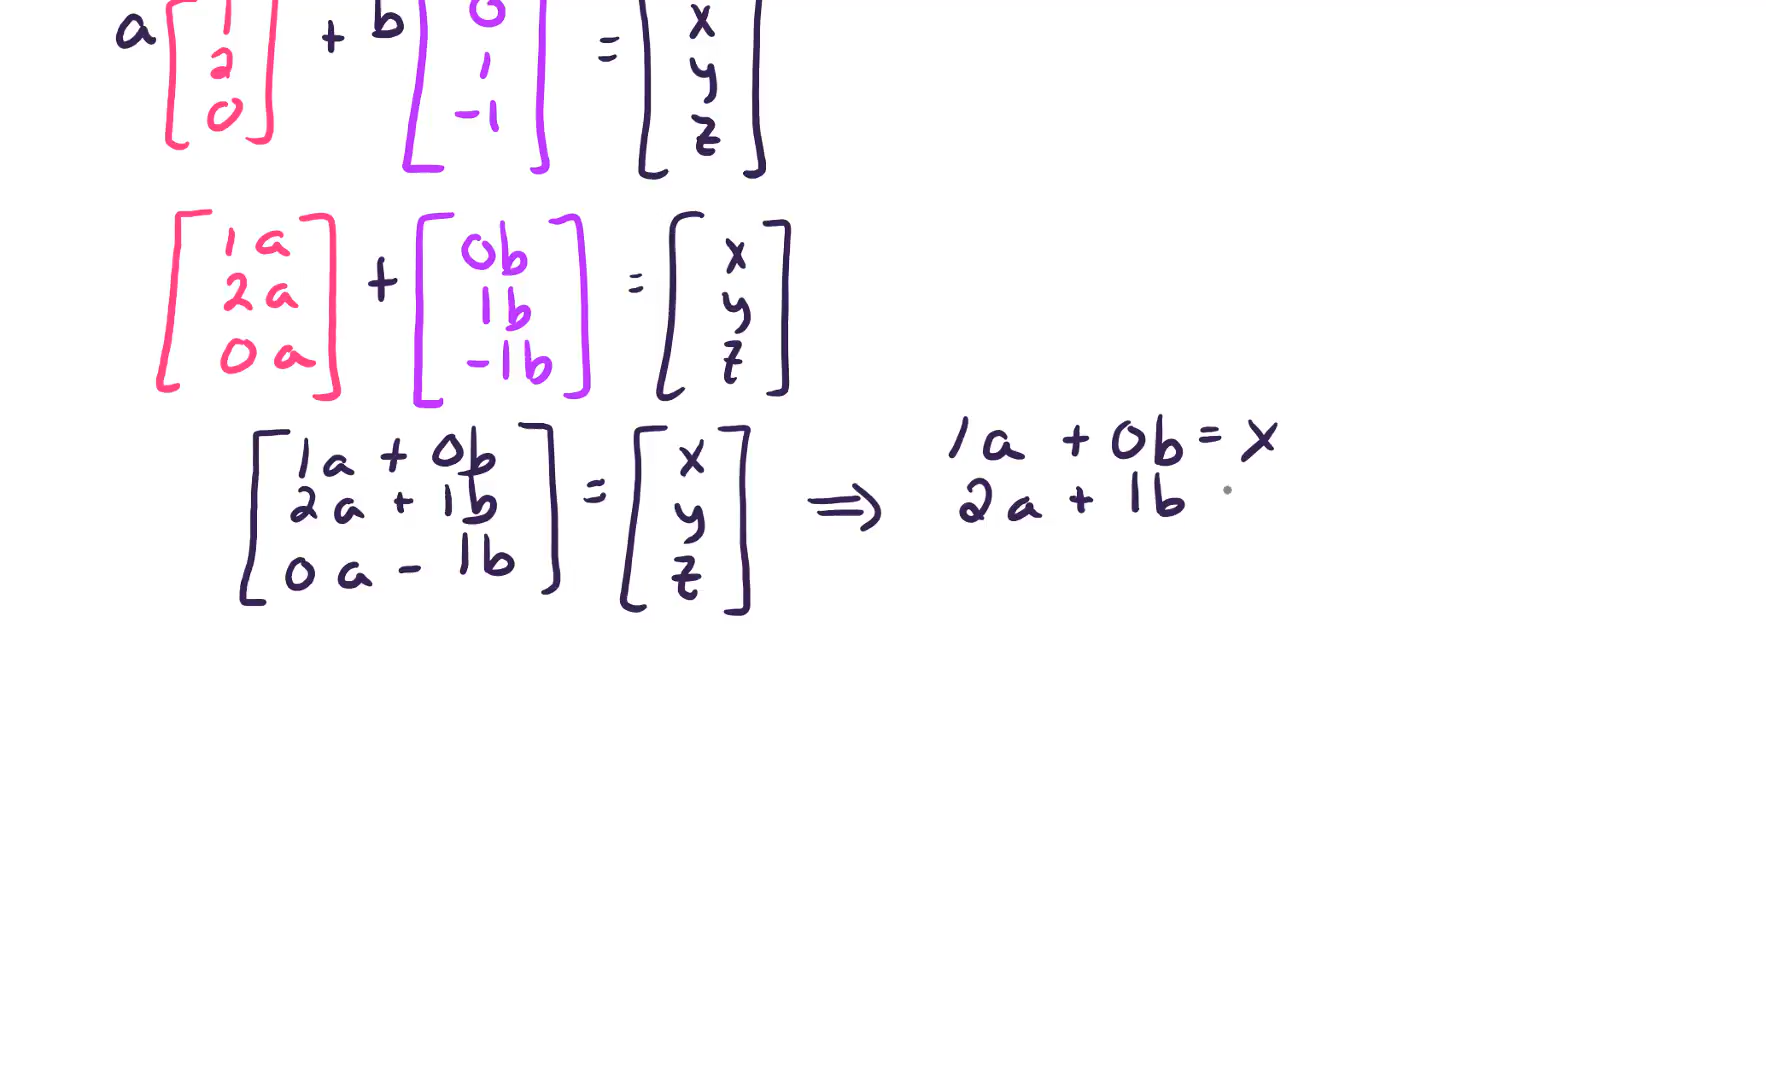 a [1 2 0] + b [0 1 -1] = [x y z]
[1a 2a 0a] + [0b 1b -1b] = [x y z]
[1a + 0b 2a + 1b 0a - 1b] = [x y z] ⇒
1a + 0b = x
2a + 1b